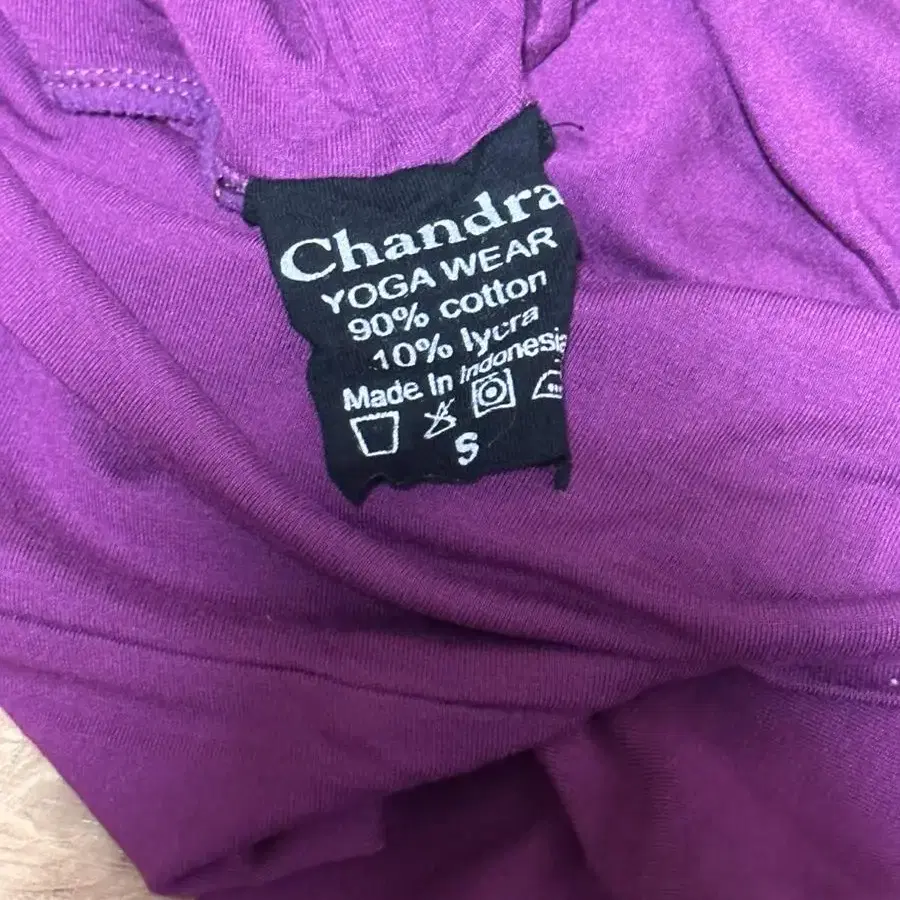 Chandra
YOGA WEAR
90% cotton
10% lycra
Made In Indonesia
S